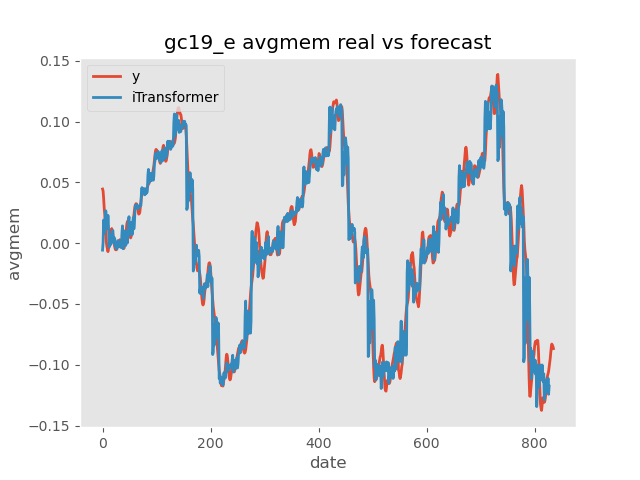 gc19_e avgmem real vs forecast
y
iTransformer
avgmem
0.15
0.10
0.05
0.00
−0.05
−0.10
−0.15
0 200 400 600 800
date